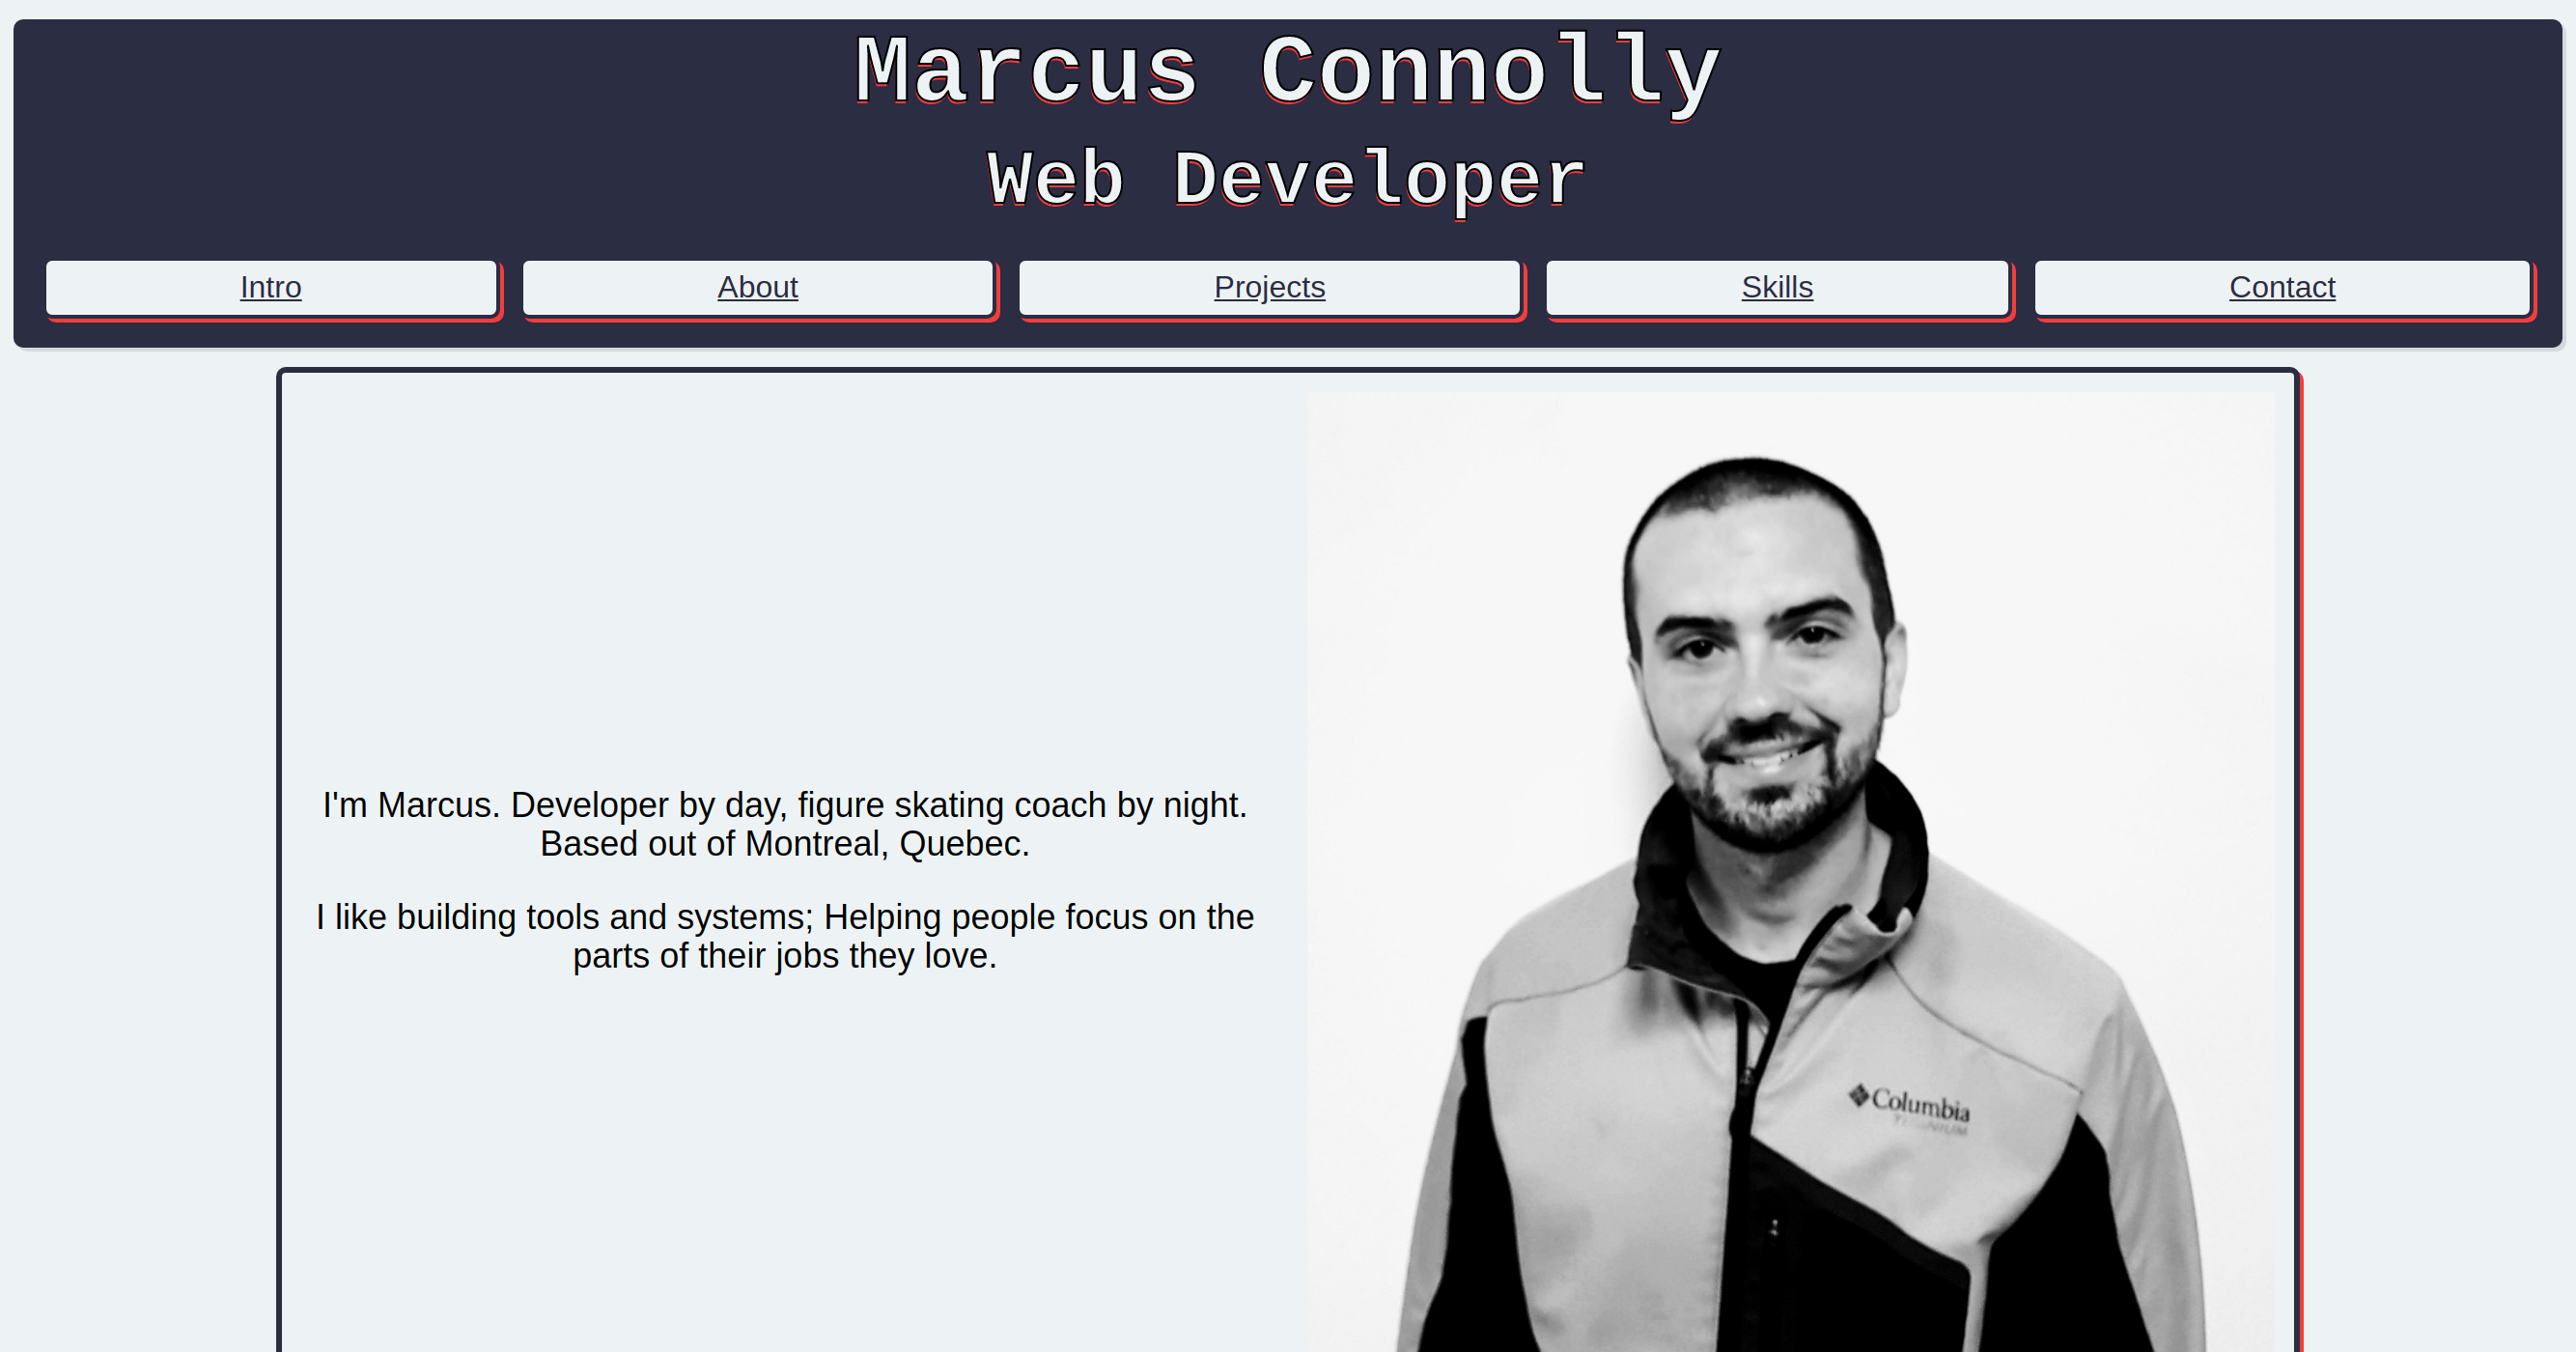 Marcus Connolly
Web Developer
Intro
About
Projects
Skills
Contact
I'm Marcus. Developer by day, figure skating coach by night.
Based out of Montreal, Quebec.
I like building tools and systems; Helping people focus on the
parts of their jobs they love.
Columbia